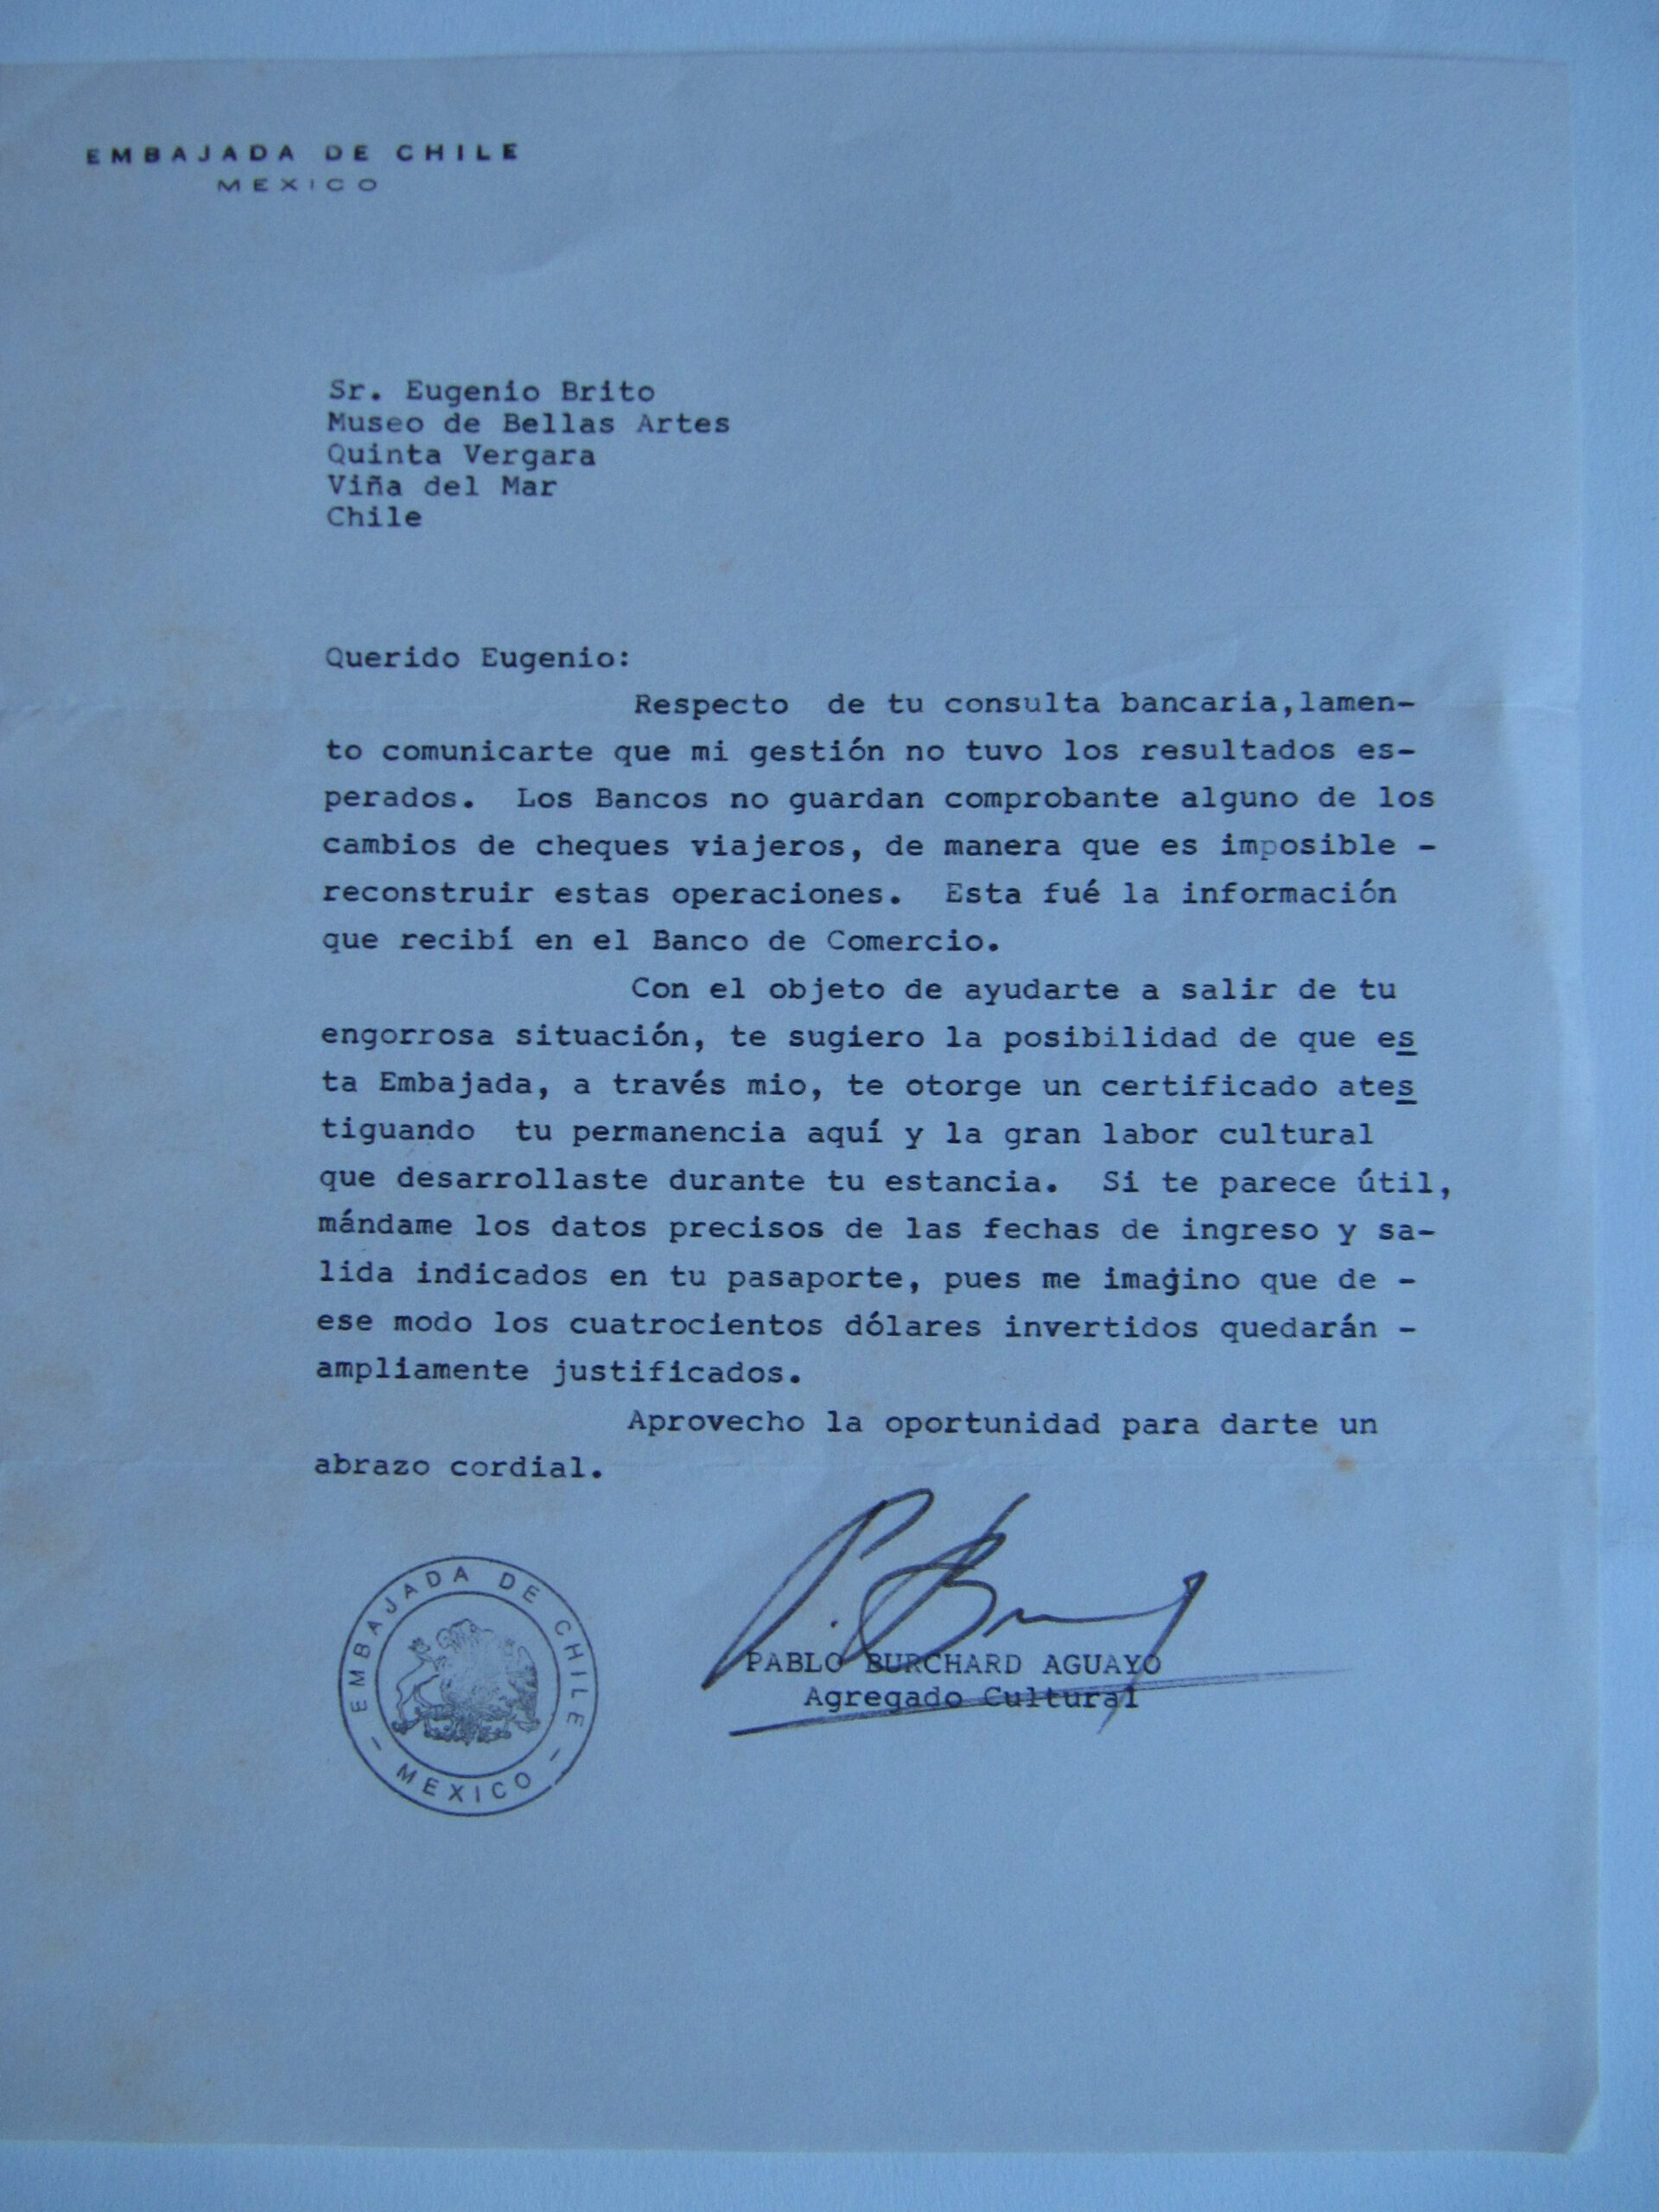 EMBAJADA DE CHILE
MEXICO
Sr. Eugenio Brito
Museo de Bellas Artes
Quinta Vergara
Viña del Mar
Chile
Querido Eugenio:
Respecto de tu consulta bancaria,lamen-
to comunicarte que mi gestión no tuvo los resultados es-
perados. Los Bancos no guardan comprobante alguno de los
cambios de cheques viajeros, de manera que es imposible -
reconstruir estas operaciones. Esta fué la información
que recibí en el Banco de Comercio.
Con el objeto de ayudarte a salir de tu
engorrosa situación, te sugiero la posibilidad de que es
ta Embajada, a través mio, te otorge un certificado ates
tiguando tu permanencia aquí y la gran labor cultural
que desarrollaste durante tu estancia. Si te parece útil,
mándame los datos precisos de las fechas de ingreso y sa-
lida indicados en tu pasaporte, pues me imagino que de -
ese modo los cuatrocientos dólares invertidos quedarán -
ampliamente justificados.
Aprovecho la oportunidad para darte un
abrazo cordial.
PABLO BURCHARD AGUAYO
Agregado Cultural
EMBAJADA DE CHILE
- MEXICO -